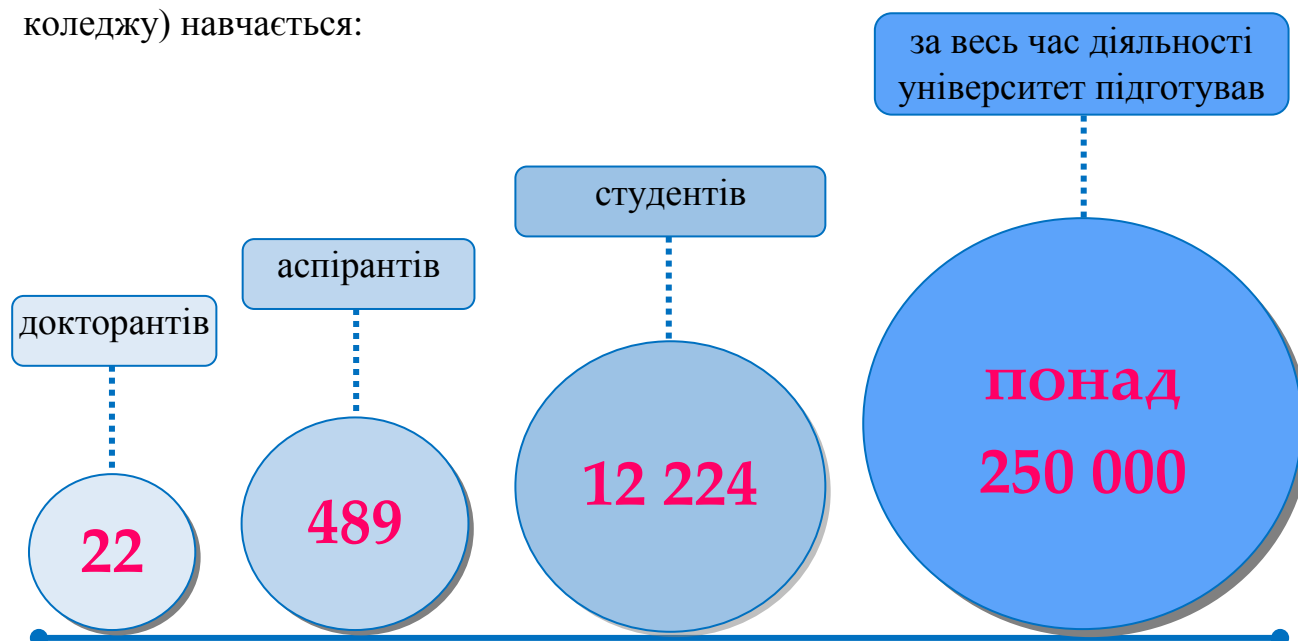 коледжу) навчається:
за весь час діяльності
університет підготував
студентів
аспірантів
докторантів
понад
250 000
12 224
489
22